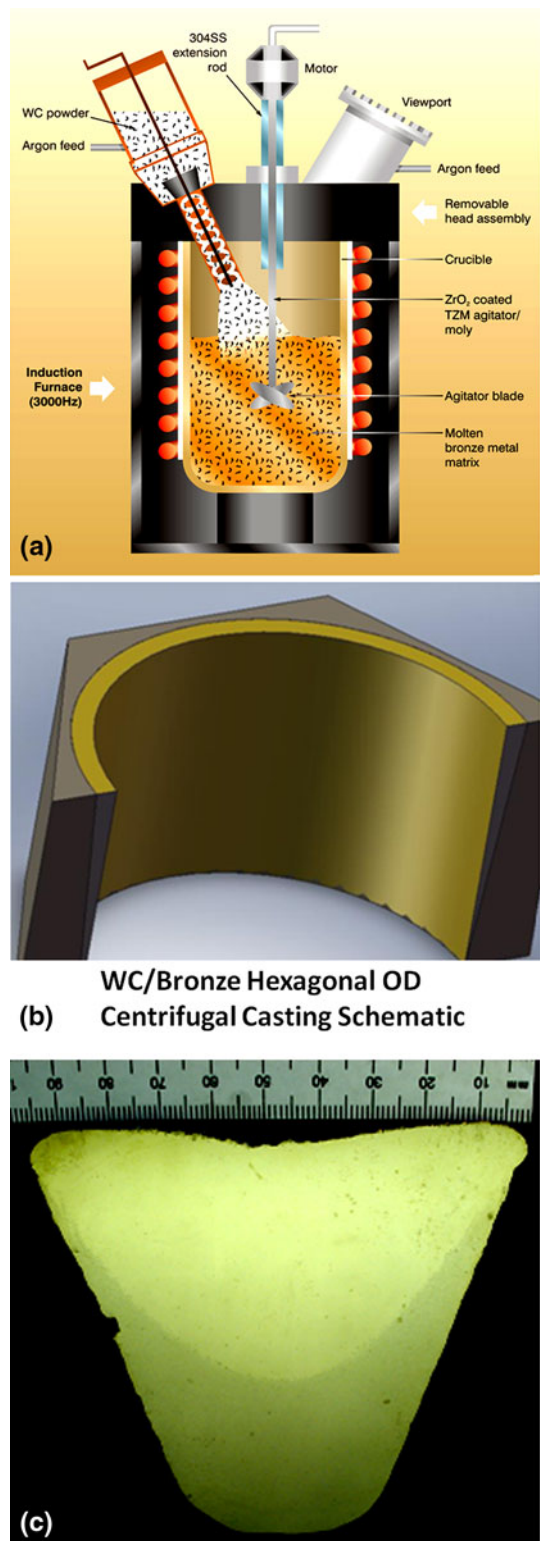 304SS
extension
rod
Motor
WC powder
Viewport
Argon feed
Argon feed
Removable
head assembly
Crucible
ZrO₂ coated
TZM agitator/
moly
Induction
Furnace
(3000Hz)
Agitator blade
Molten
bronze metal
matrix
(a)
WC/Bronze Hexagonal OD
(b) Centrifugal Casting Schematic
1 90 80 70 60 50 40 30 20 10 mm
(c)